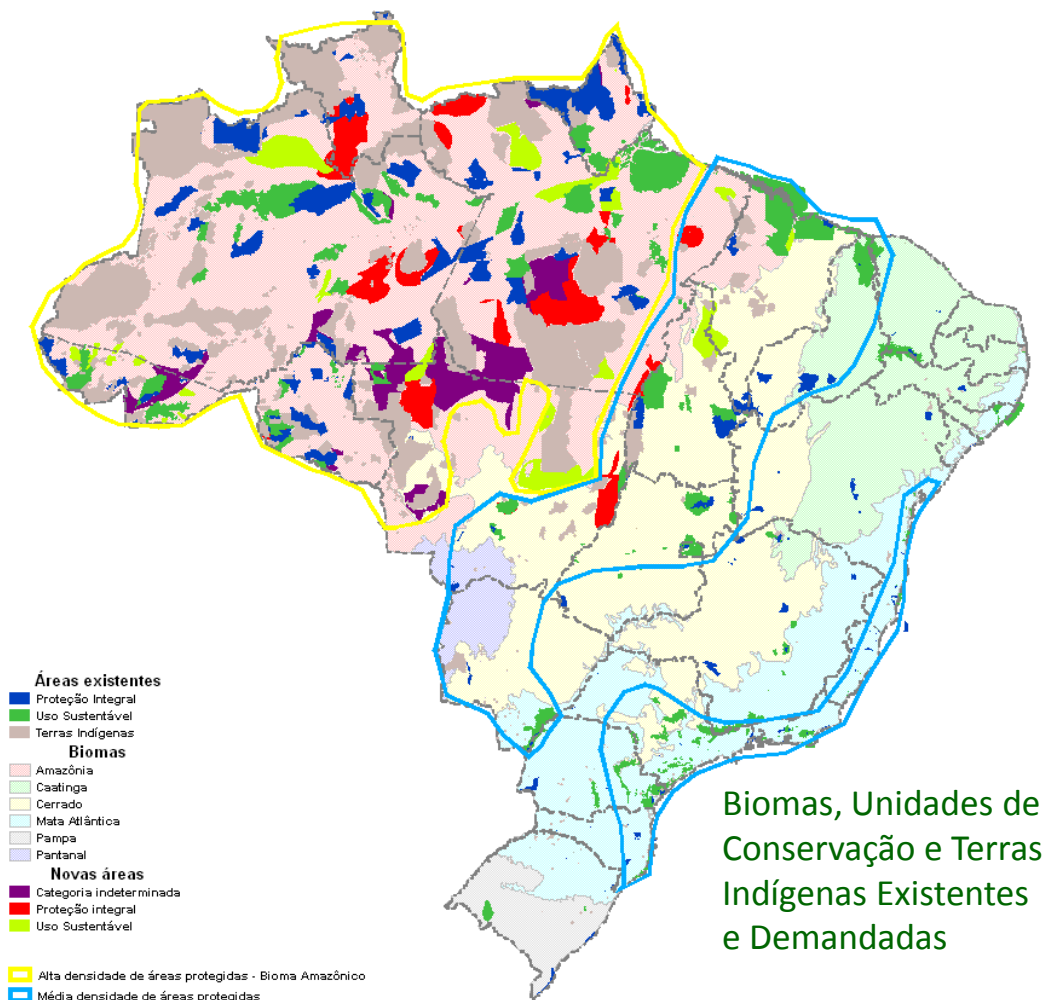 Áreas existentes
Proteção Integral
Uso Sustentável
Terras Indígenas
Biomas
Amazônia
Caatinga
Cerrado
Mata Atlântica
Pampa
Pantanal
Novas áreas
Categoria indeterminada
Proteção integral
Uso Sustentável
Alta densidade de áreas protegidas - Bioma Amazônico
Média densidade de áreas protegidas
Biomas, Unidades de
Conservação e Terras
Indígenas Existentes
e Demandadas